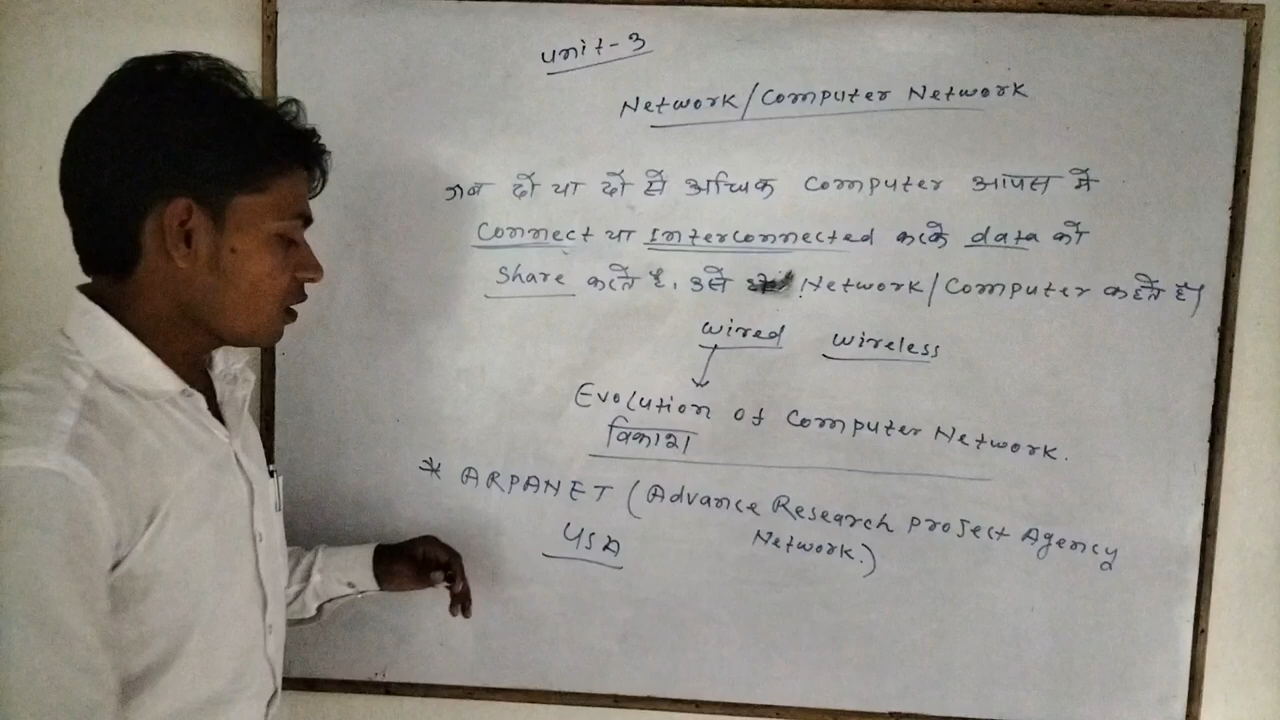 Unit-3
Network/Computer Network
जब दो या दो से अधिक Computer आपस में
Connect या Interconnected करके data को
Share करते है, उसे Network/Computer कहते है।
wired wireless
Evolution of Computer Network.
विकाश
* ARPANET (Advance Research Project Agency
Network.)
USA